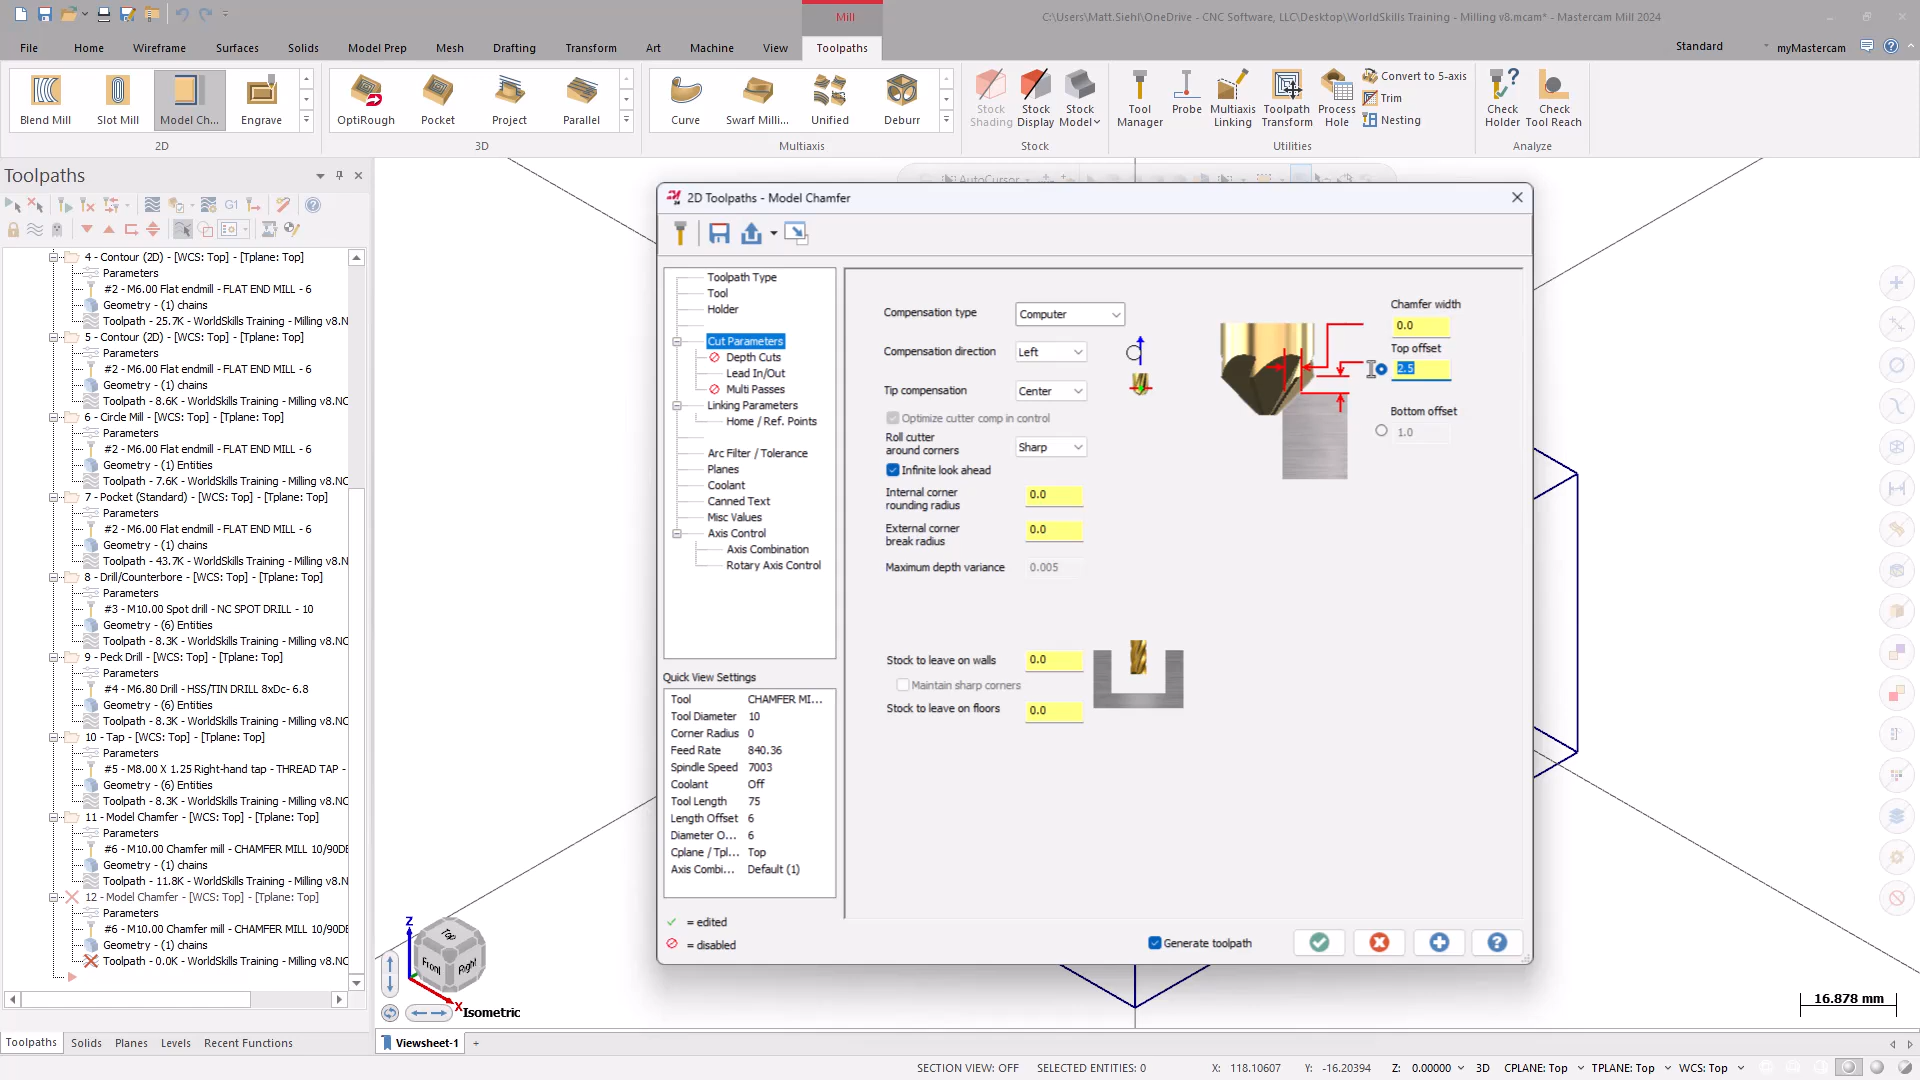 C:\Users\Matt.Siehl\OneDrive - CNC Software, LLC\Desktop\WorldSkills Training - Milling v8.mcam* - Mastercam Mill 2024
Mill
File Home Wireframe Surfaces Solids Model Prep Mesh Drafting Transform Art Machine View Toolpaths Standard myMastercam
Blend Mill Slot Mill Model Ch... Engrave OptiRough Pocket Project Parallel Curve Swarf Milli... Unified Deburr
Stock Shading Stock Display Stock Model Tool Manager Probe Multiaxis Linking Toolpath Transform Process Hole
Convert to 5-axis
Trim
Nesting
Check Holder Check Tool Reach
2D 3D Multiaxis Stock Utilities Analyze
Toolpaths
AutoCursor
4 - Contour (2D) - [WCS: Top] - [Tplane: Top]
Parameters
#2 - M6.00 Flat endmill - FLAT END MILL - 6
Geometry - (1) chains
Toolpath - 25.7K - WorldSkills Training - Milling v8.N
5 - Contour (2D) - [WCS: Top] - [Tplane: Top]
Parameters
#2 - M6.00 Flat endmill - FLAT END MILL - 6
Geometry - (1) chains
Toolpath - 8.6K - WorldSkills Training - Milling v8.NC
6 - Circle Mill - [WCS: Top] - [Tplane: Top]
Parameters
#2 - M6.00 Flat endmill - FLAT END MILL - 6
Geometry - (1) Entities
Toolpath - 7.6K - WorldSkills Training - Milling v8.NC
7 - Pocket (Standard) - [WCS: Top] - [Tplane: Top]
Parameters
#2 - M6.00 Flat endmill - FLAT END MILL - 6
Geometry - (1) chains
Toolpath - 43.7K - WorldSkills Training - Milling v8.N
8 - Drill/Counterbore - [WCS: Top] - [Tplane: Top]
Parameters
#3 - M10.00 Spot drill - NC SPOT DRILL - 10
Geometry - (6) Entities
Toolpath - 8.3K - WorldSkills Training - Milling v8.NC
9 - Peck Drill - [WCS: Top] - [Tplane: Top]
Parameters
#4 - M6.80 Drill - HSS/TIN DRILL 8xDc- 6.8
Geometry - (6) Entities
Toolpath - 8.3K - WorldSkills Training - Milling v8.NC
10 - Tap - [WCS: Top] - [Tplane: Top]
Parameters
#5 - M8.00 X 1.25 Right-hand tap - THREAD TAP -
Geometry - (6) Entities
Toolpath - 8.3K - WorldSkills Training - Milling v8.NC
11 - Model Chamfer - [WCS: Top] - [Tplane: Top]
Parameters
#6 - M10.00 Chamfer mill - CHAMFER MILL 10/90DE
Geometry - (1) chains
Toolpath - 11.8K - WorldSkills Training - Milling v8.N
12 - Model Chamfer - [WCS: Top] - [Tplane: Top]
Parameters
#6 - M10.00 Chamfer mill - CHAMFER MILL 10/90DE
Geometry - (1) chains
Toolpath - 0.0K - WorldSkills Training - Milling v8.NC
Toolpaths Solids Planes Levels Recent Functions
2D Toolpaths - Model Chamfer
Toolpath Type
Tool
Holder
Cut Parameters
Depth Cuts
Lead In/Out
Multi Passes
Linking Parameters
Home / Ref. Points
Arc Filter / Tolerance
Planes
Coolant
Canned Text
Misc Values
Axis Control
Axis Combination
Rotary Axis Control
Quick View Settings
Tool CHAMFER MI...
Tool Diameter 10
Corner Radius 0
Feed Rate 840.36
Spindle Speed 7003
Coolant Off
Tool Length 75
Length Offset 6
Diameter O... 6
Cplane / Tpl... Top
Axis Combi... Default (1)
= edited
= disabled
Compensation type Computer
Compensation direction Left
Tip compensation Center
Optimize cutter comp in control
Roll cutter around corners Sharp
Infinite look ahead
Internal corner rounding radius 0.0
External corner break radius 0.0
Maximum depth variance 0.005
Stock to leave on walls 0.0
Maintain sharp corners
Stock to leave on floors 0.0
Chamfer width
0.0
Top offset
2.5
Bottom offset
1.0
Generate toolpath
Z
Top
Front Right
X
Isometric
16.878 mm
Viewsheet-1 +
SECTION VIEW: OFF SELECTED ENTITIES: 0 X: 118.10607 Y: -16.20394 Z: 0.00000 3D CPLANE: Top TPLANE: Top WCS: Top